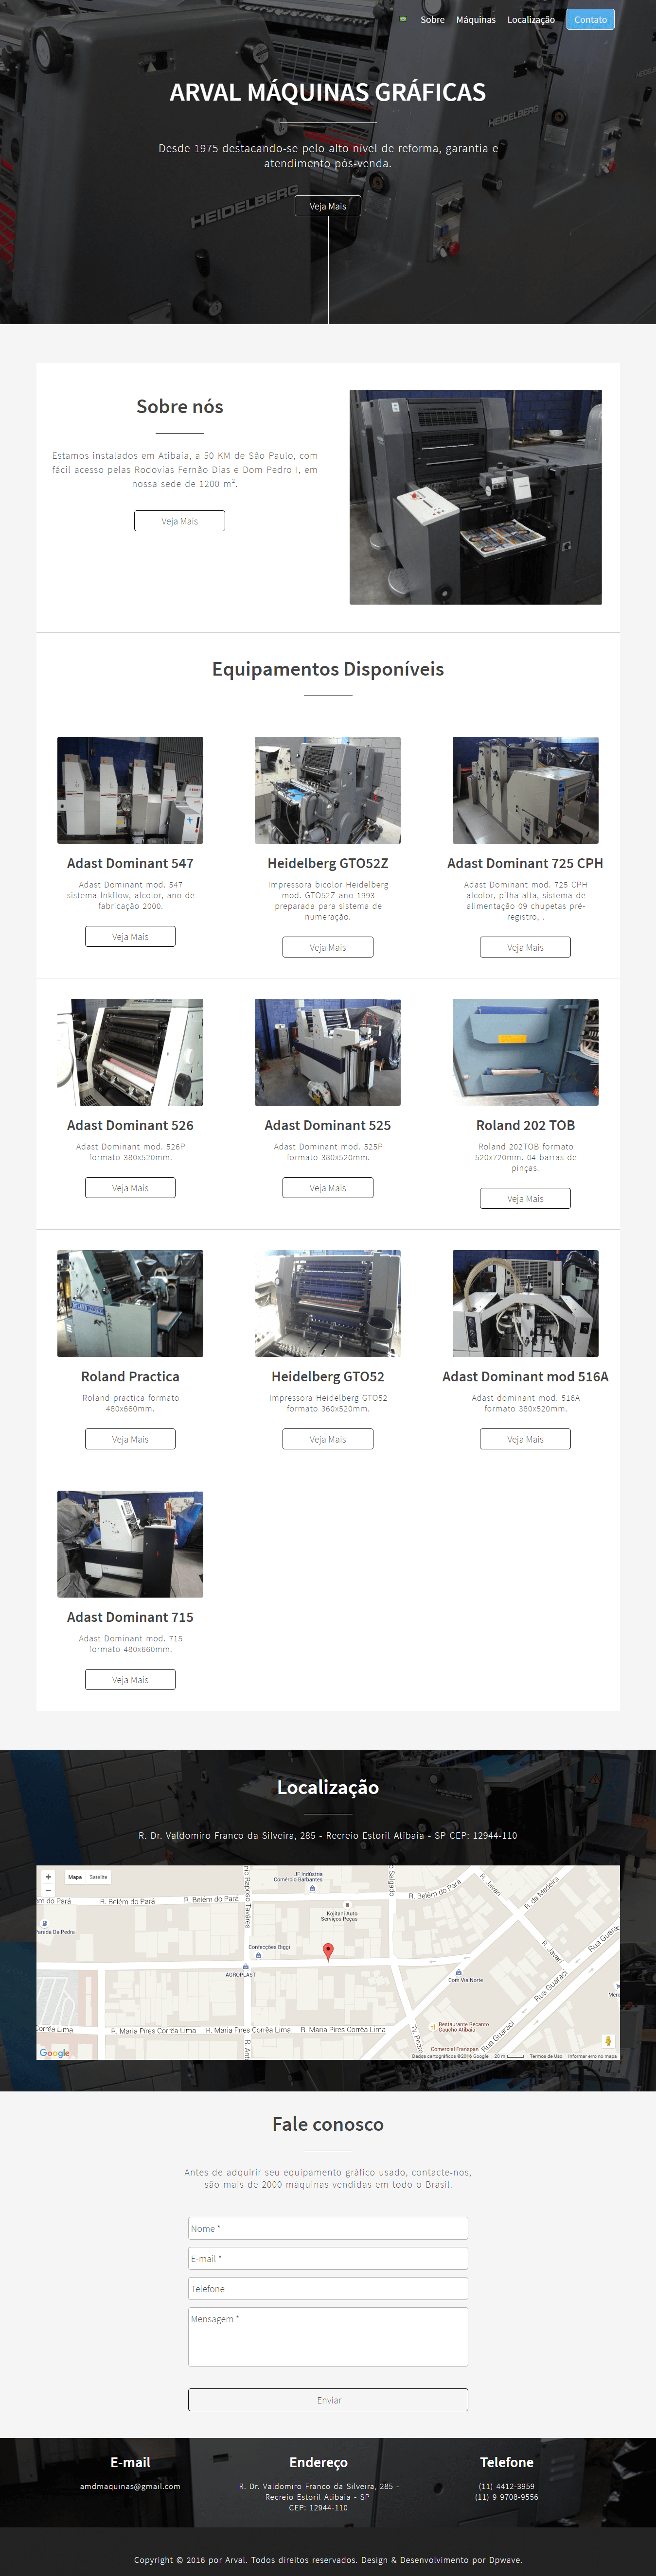 Sobre Máquinas Localização Contato
ARVAL MÁQUINAS GRÁFICAS
HEIDELBERG
Desde 1975 destacando-se pelo alto nível de reforma, garantia e
atendimento pós-venda.
HEIDELBERG
Veja Mais
Sobre nós
Estamos instalados em Atibaia, a 50 KM de São Paulo, com
fácil acesso pelas Rodovias Fernão Dias e Dom Pedro I, em
nossa sede de 1200 m².
Veja Mais
Equipamentos Disponíveis
Adast Dominant 547
Adast Dominant mod. 547
sistema Inkflow, alcolor, ano de
fabricação 2000.
Veja Mais
Heidelberg GTO52Z
Impressora bicolor Heidelberg
mod. GTO52Z ano 1993
preparada para sistema de
numeração.
Veja Mais
Adast Dominant 725 CPH
Adast Dominant mod. 725 CPH
alcolor, pilha alta, sistema de
alimentação 09 chupetas pré-
registro, .
Veja Mais
Adast Dominant 526
Adast Dominant mod. 526P
formato 380x520mm.
Veja Mais
Adast Dominant 525
Adast Dominant mod. 525P
formato 380x520mm.
Veja Mais
Roland 202 TOB
Roland 202TOB formato
520x720mm. 04 barras de
pinças.
Veja Mais
Roland Practica
Roland practica formato
480x660mm.
Veja Mais
Heidelberg GTO52
Impressora Heidelberg GTO52
formato 360x520mm.
Veja Mais
Adast Dominant mod 516A
Adast dominant mod. 516A
formato 380x520mm.
Veja Mais
Adast Dominant 715
Adast Dominant mod. 715
formato 480x660mm.
Veja Mais
Localização
R. Dr. Valdomiro Franco da Silveira, 285 - Recreio Estoril Atibaia - SP CEP: 12944-110
Mapa Satélite
JF Indústria
Comércio Barbantes
R. Belém do Pará
R. Belém do Pará
R. Belém do Pará
R. Javari
R. da Madera
Kojitani Auto
Serviços Peças
Parada Da Pedra
Confecções Biggi
AGROPLAST
Com Via Norte
R. Javari
Rua Guaraci
Rua Guaraci
Corrêa Lima
R. Maria Pires Corrêa Lima
R. Maria Pires Corrêa Lima
Restaurante Recanto
Gaúcho Atibaia
Comercial Franspan
Rua Guaraci
Google
Dados cartográficos ©2016 Google 20 m Termos de Uso Informar erro no mapa
Fale conosco
Antes de adquirir seu equipamento gráfico usado, contacte-nos,
são mais de 2000 máquinas vendidas em todo o Brasil.
Nome *
E-mail *
Telefone
Mensagem *
Enviar
E-mail
amdmaquinas@gmail.com
Endereço
R. Dr. Valdomiro Franco da Silveira, 285 -
Recreio Estoril Atibaia - SP
CEP: 12944-110
Telefone
(11) 4412-3959
(11) 9 9708-9556
Copyright © 2016 por Arval. Todos direitos reservados. Design & Desenvolvimento por Dpwave.